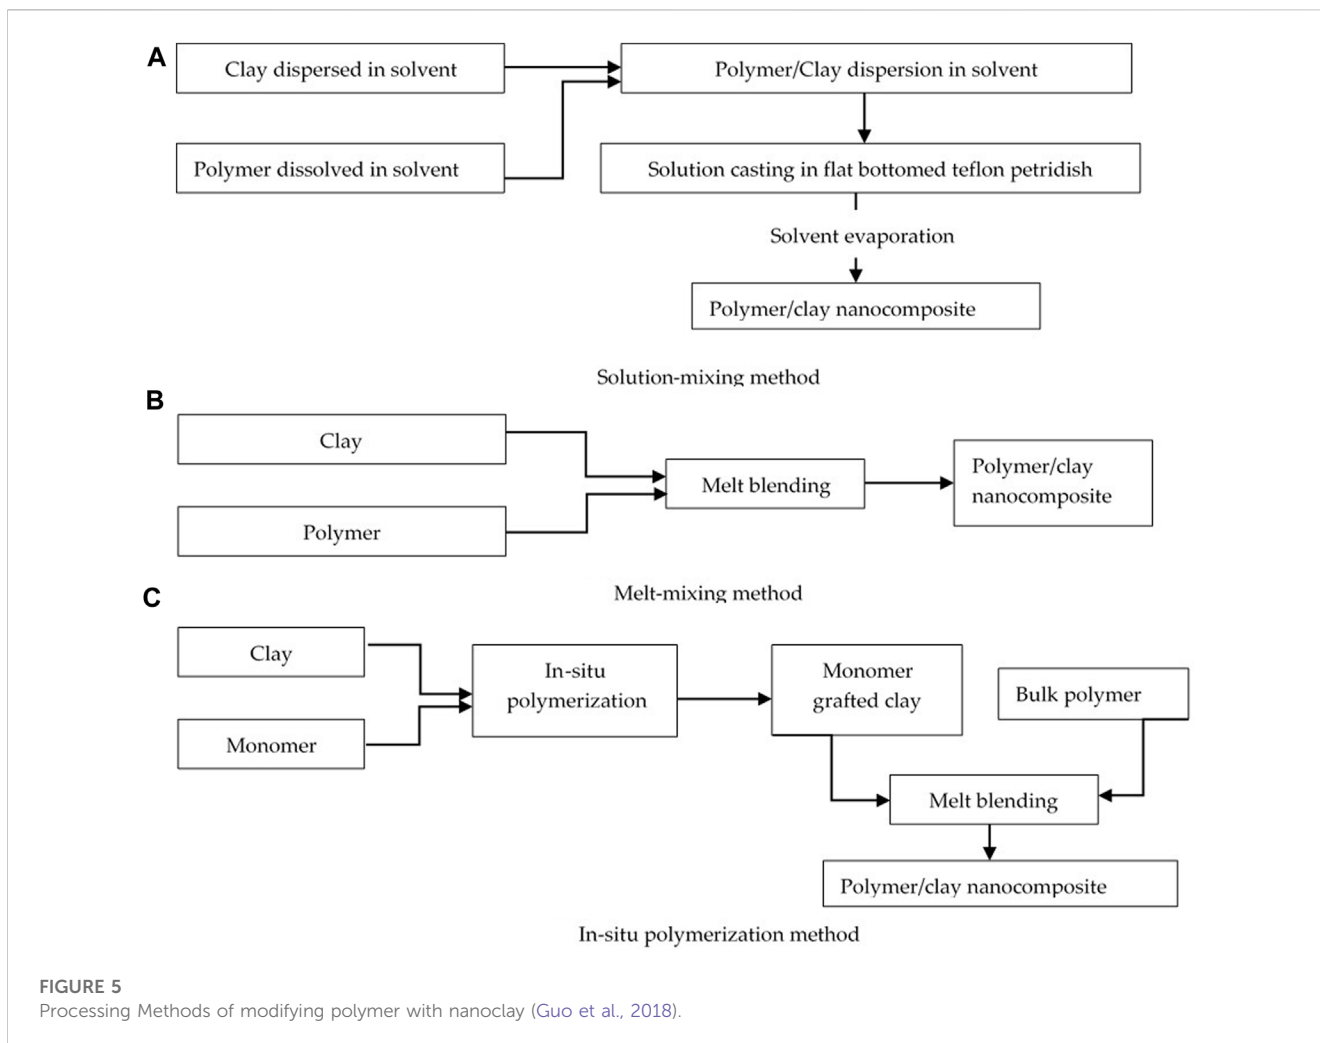 A
Clay dispersed in solvent
Polymer/Clay dispersion in solvent
Polymer dissolved in solvent
Solution casting in flat bottomed teflon petridish
Solvent evaporation
Polymer/clay nanocomposite
Solution-mixing method
B
Clay
Polymer
Melt blending
Polymer/clay
nanocomposite
Melt-mixing method
C
Clay
Monomer
In-situ
polymerization
Monomer
grafted clay
Bulk polymer
Melt blending
Polymer/clay nanocomposite
In-situ polymerization method
FIGURE 5
Processing Methods of modifying polymer with nanoclay (Guo et al., 2018).